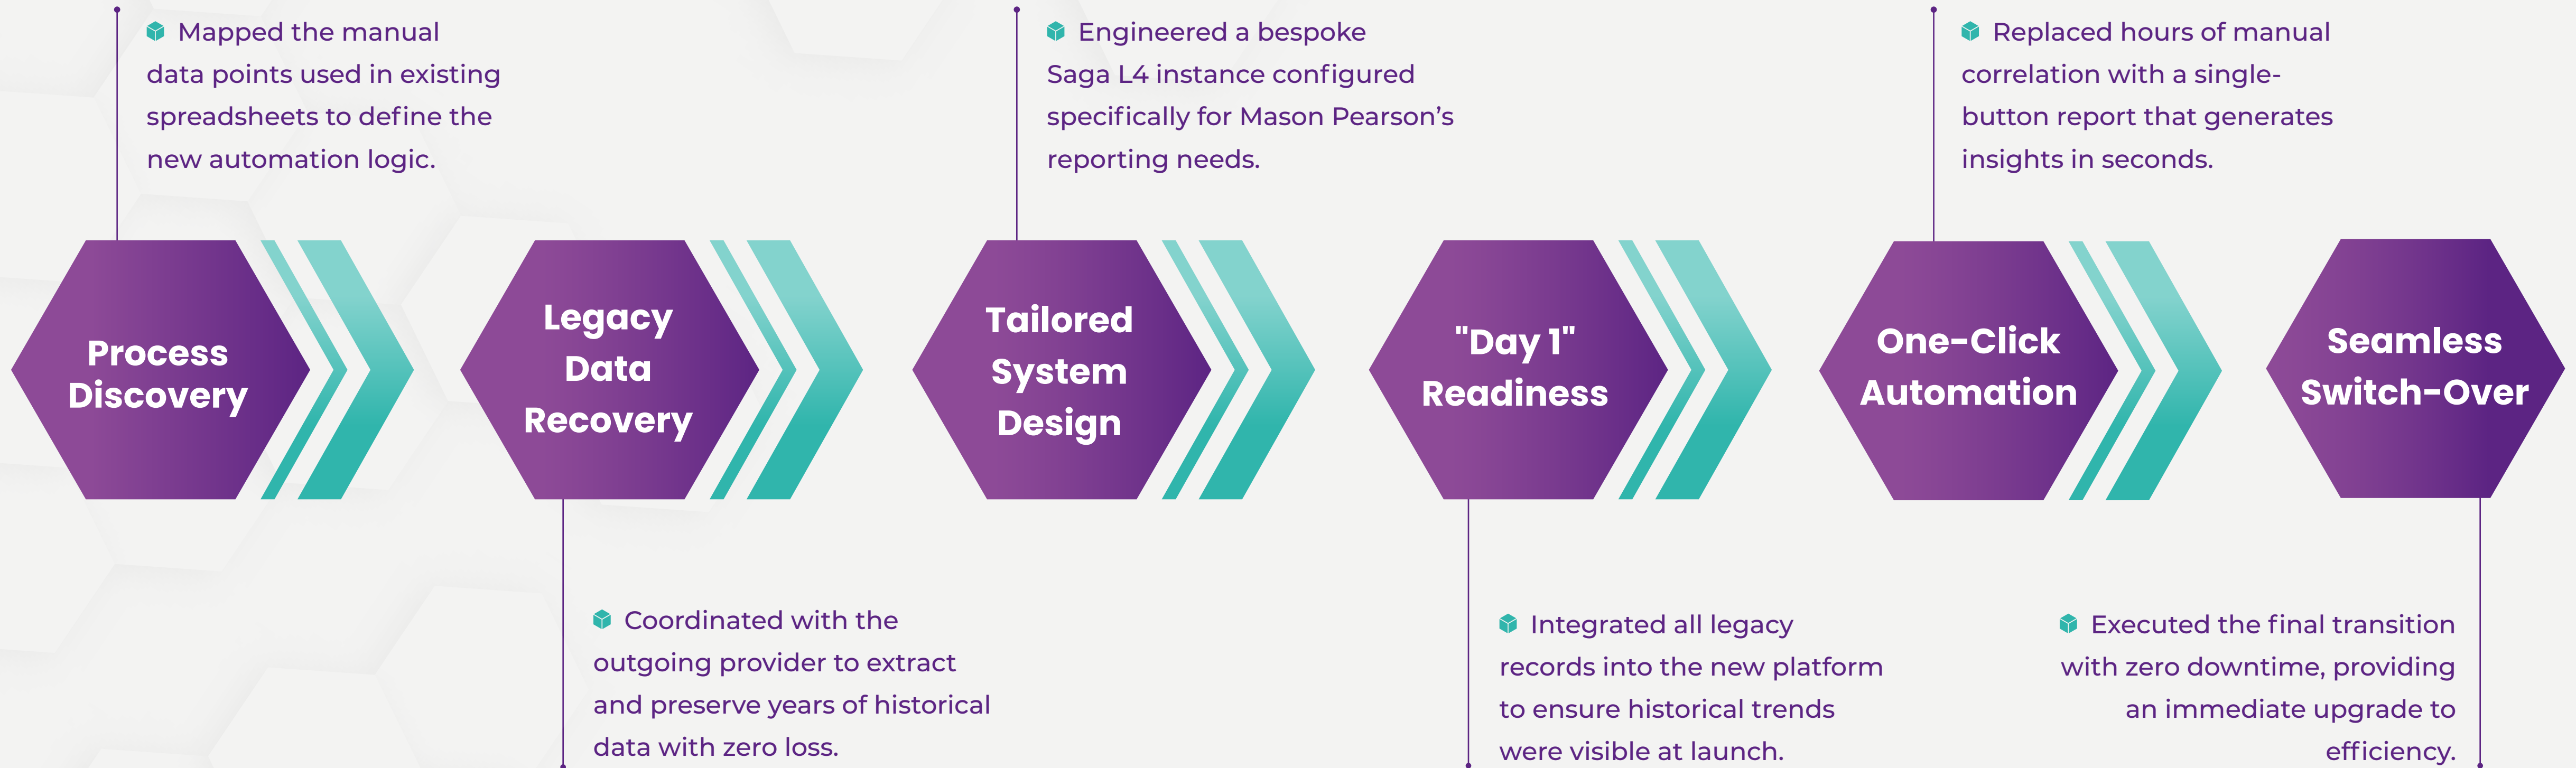 Mapped the manual
data points used in existing
spreadsheets to define the
new automation logic.
Engineered a bespoke
Saga L4 instance configured
specifically for Mason Pearson’s
reporting needs.
Replaced hours of manual
correlation with a single-
button report that generates
insights in seconds.
Process
Discovery
Legacy
Data
Recovery
Tailored
System
Design
"Day 1"
Readiness
One-Click
Automation
Seamless
Switch-Over
Coordinated with the
outgoing provider to extract
and preserve years of historical
data with zero loss.
Integrated all legacy
records into the new platform
to ensure historical trends
were visible at launch.
Executed the final transition
with zero downtime, providing
an immediate upgrade to
efficiency.